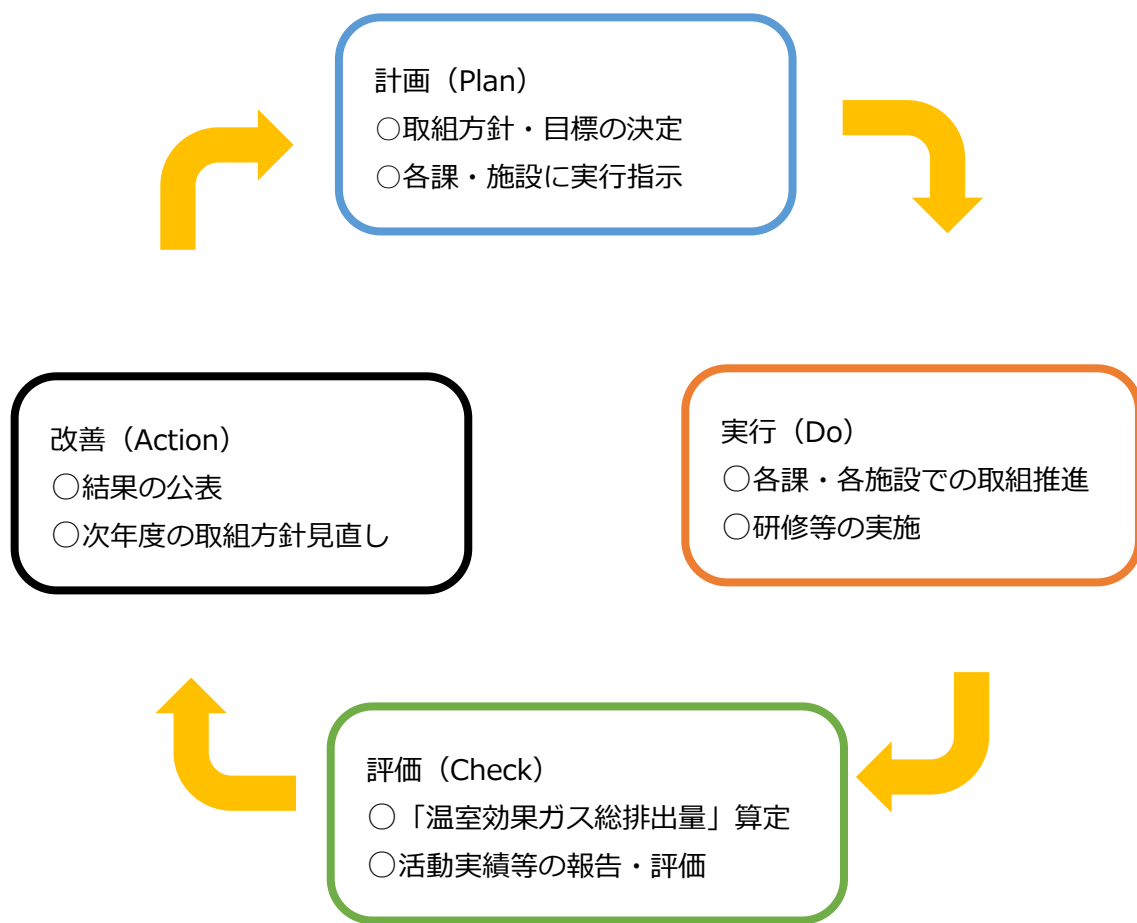 計画（Plan）
○取組方針・目標の決定
○各課・施設に実行指示
実行（Do）
○各課・各施設での取組推進
○研修等の実施
評価（Check）
○「温室効果ガス総排出量」算定
○活動実績等の報告・評価
改善（Action）
○結果の公表
○次年度の取組方針見直し